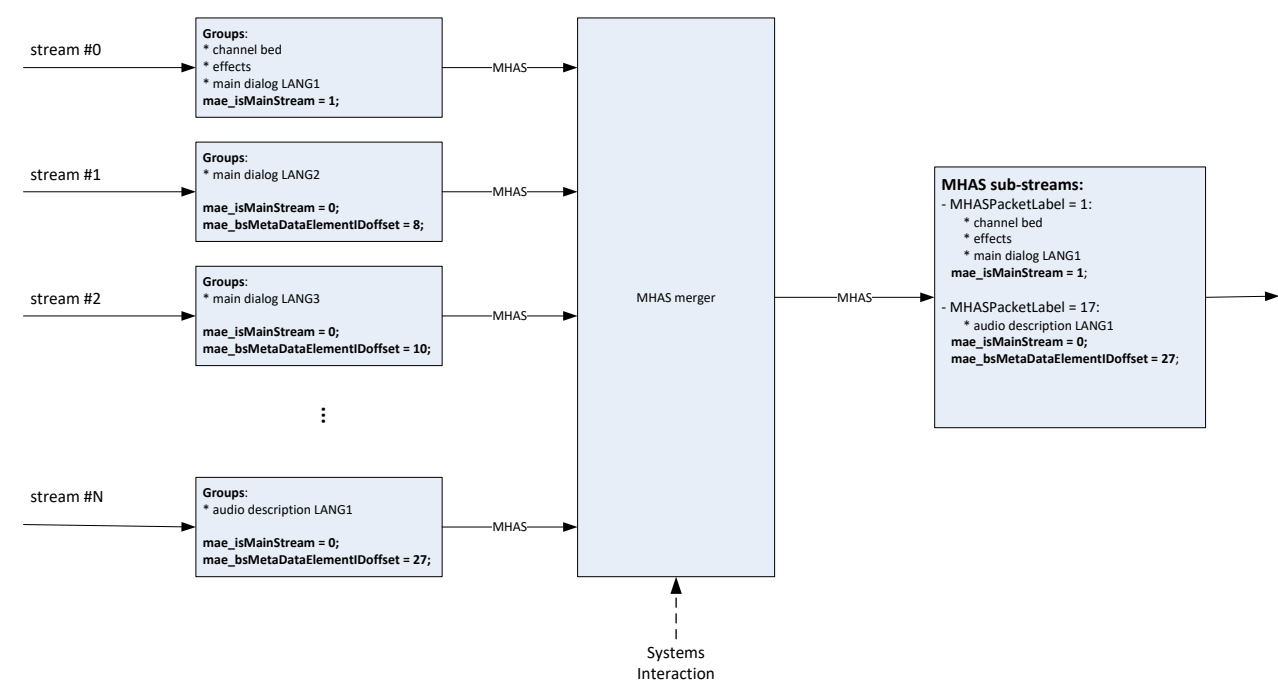 stream #0
Groups:
* channel bed
* effects
* main dialog LANG1
mae_isMainStream = 1;
MHAS
stream #1
Groups:
* main dialog LANG2
mae_isMainStream = 0;
mae_bsMetaDataElementIDoffset = 8;
MHAS
stream #2
Groups:
* main dialog LANG3
mae_isMainStream = 0;
mae_bsMetaDataElementIDoffset = 10;
MHAS
stream #N
Groups:
* audio description LANG1
mae_isMainStream = 0;
mae_bsMetaDataElementIDoffset = 27;
MHAS
MHAS merger
Systems
Interaction
MHAS
MHAS sub-streams:
- MHASPacketLabel = 1:
* channel bed
* effects
* main dialog LANG1
mae_isMainStream = 1;
- MHASPacketLabel = 17:
* audio description LANG1
mae_isMainStream = 0;
mae_bsMetaDataElementIDoffset = 27;